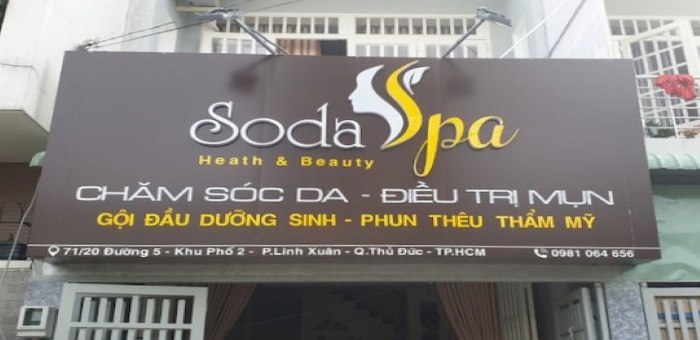 Soda Spa
Heath & Beauty
CHĂM SÓC DA - ĐIỀU TRỊ MỤN
GỘI ĐẦU DƯỠNG SINH - PHUN THÊU THẨM MỸ
71/20 Đường 5 - Khu Phố 2 - P.Linh Xuân - Q.Thủ Đức - TP.HCM 0981 064 656